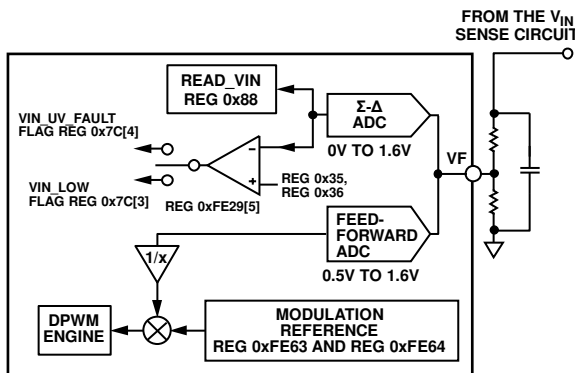 FROM THE VIN
SENSE CIRCUIT
READ_VIN
REG 0x88
Σ-Δ
ADC
VIN_UV_FAULT
FLAG REG 0x7C[4]
0V TO 1.6V
VF
–
+
REG 0x35,
REG 0x36
VIN_LOW
FLAG REG 0x7C[3]
REG 0xFE29[5]
FEED-
FORWARD
ADC
1/x
0.5V TO 1.6V
DPWM
ENGINE
MODULATION
REFERENCE
REG 0xFE63 AND REG 0xFE64